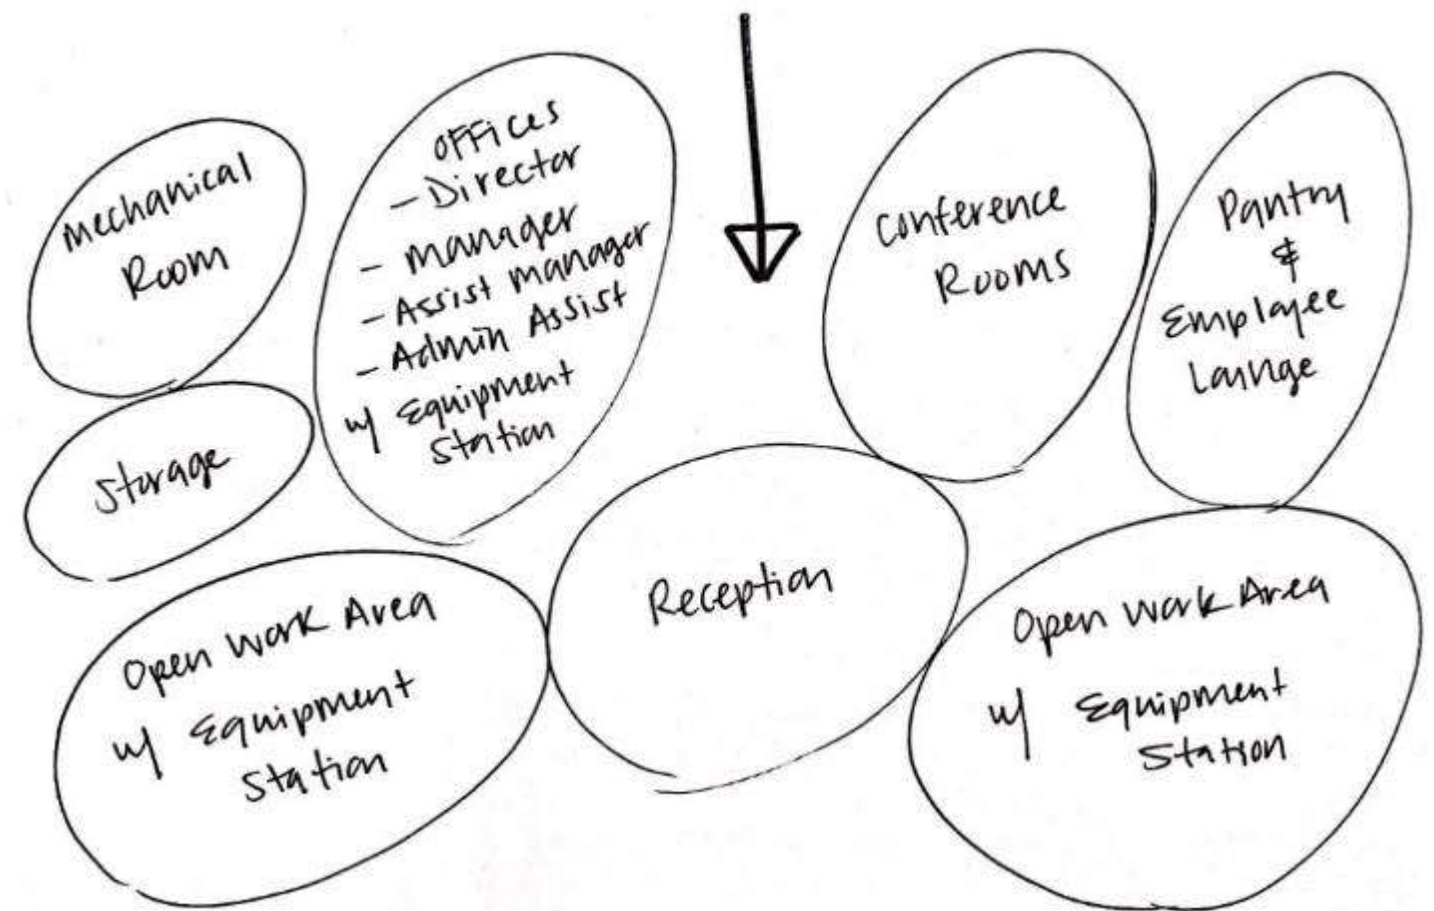 Mechanical
Room
Storage
OFFices
- Director
- Manager
- Assist Manager
- Admin Assist
w/ Equipment
Station
Conference
Rooms
Pantry
&
Employee
Lounge
Reception
Open Work Area
w/ Equipment
Station
Open Work Area
w/ Equipment
Station